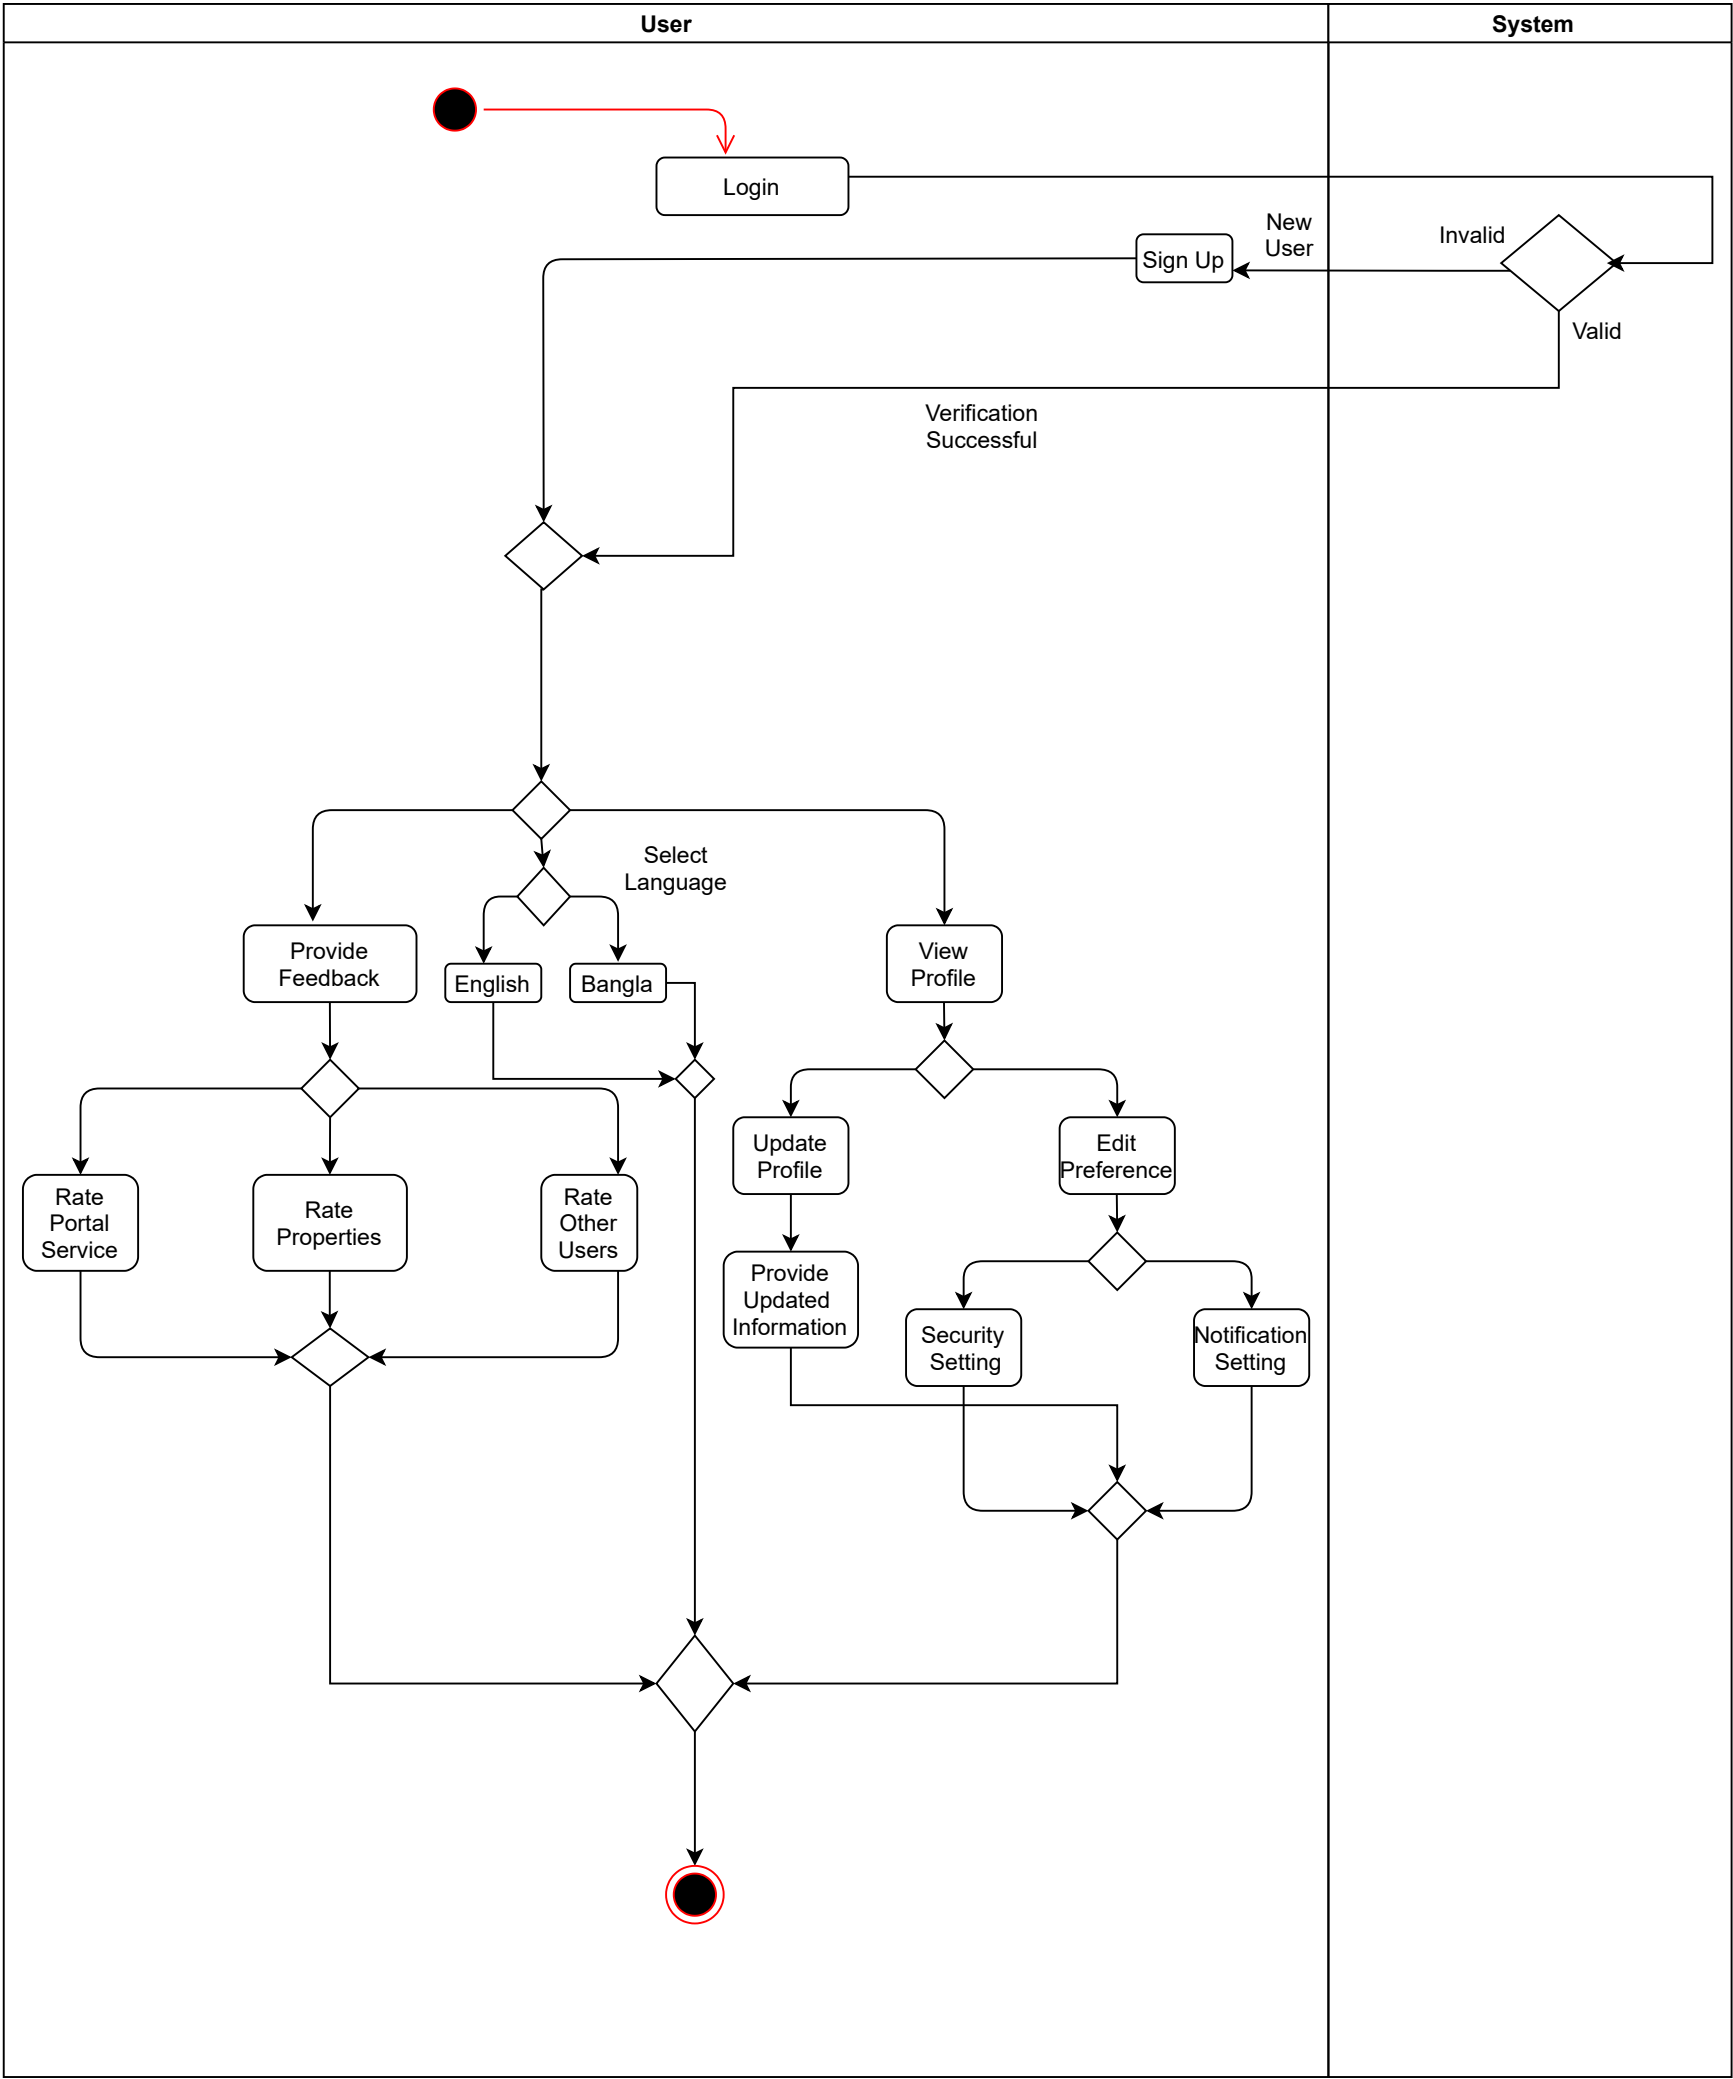 User
System
Login
New
User
Invalid
Sign Up
Valid
Verification
Successful
Select
Language
Provide
Feedback
English
Bangla
View
Profile
Update
Profile
Edit
Preference
Rate
Portal
Service
Rate
Properties
Rate
Other
Users
Provide
Updated
Information
Security
Setting
Notification
Setting